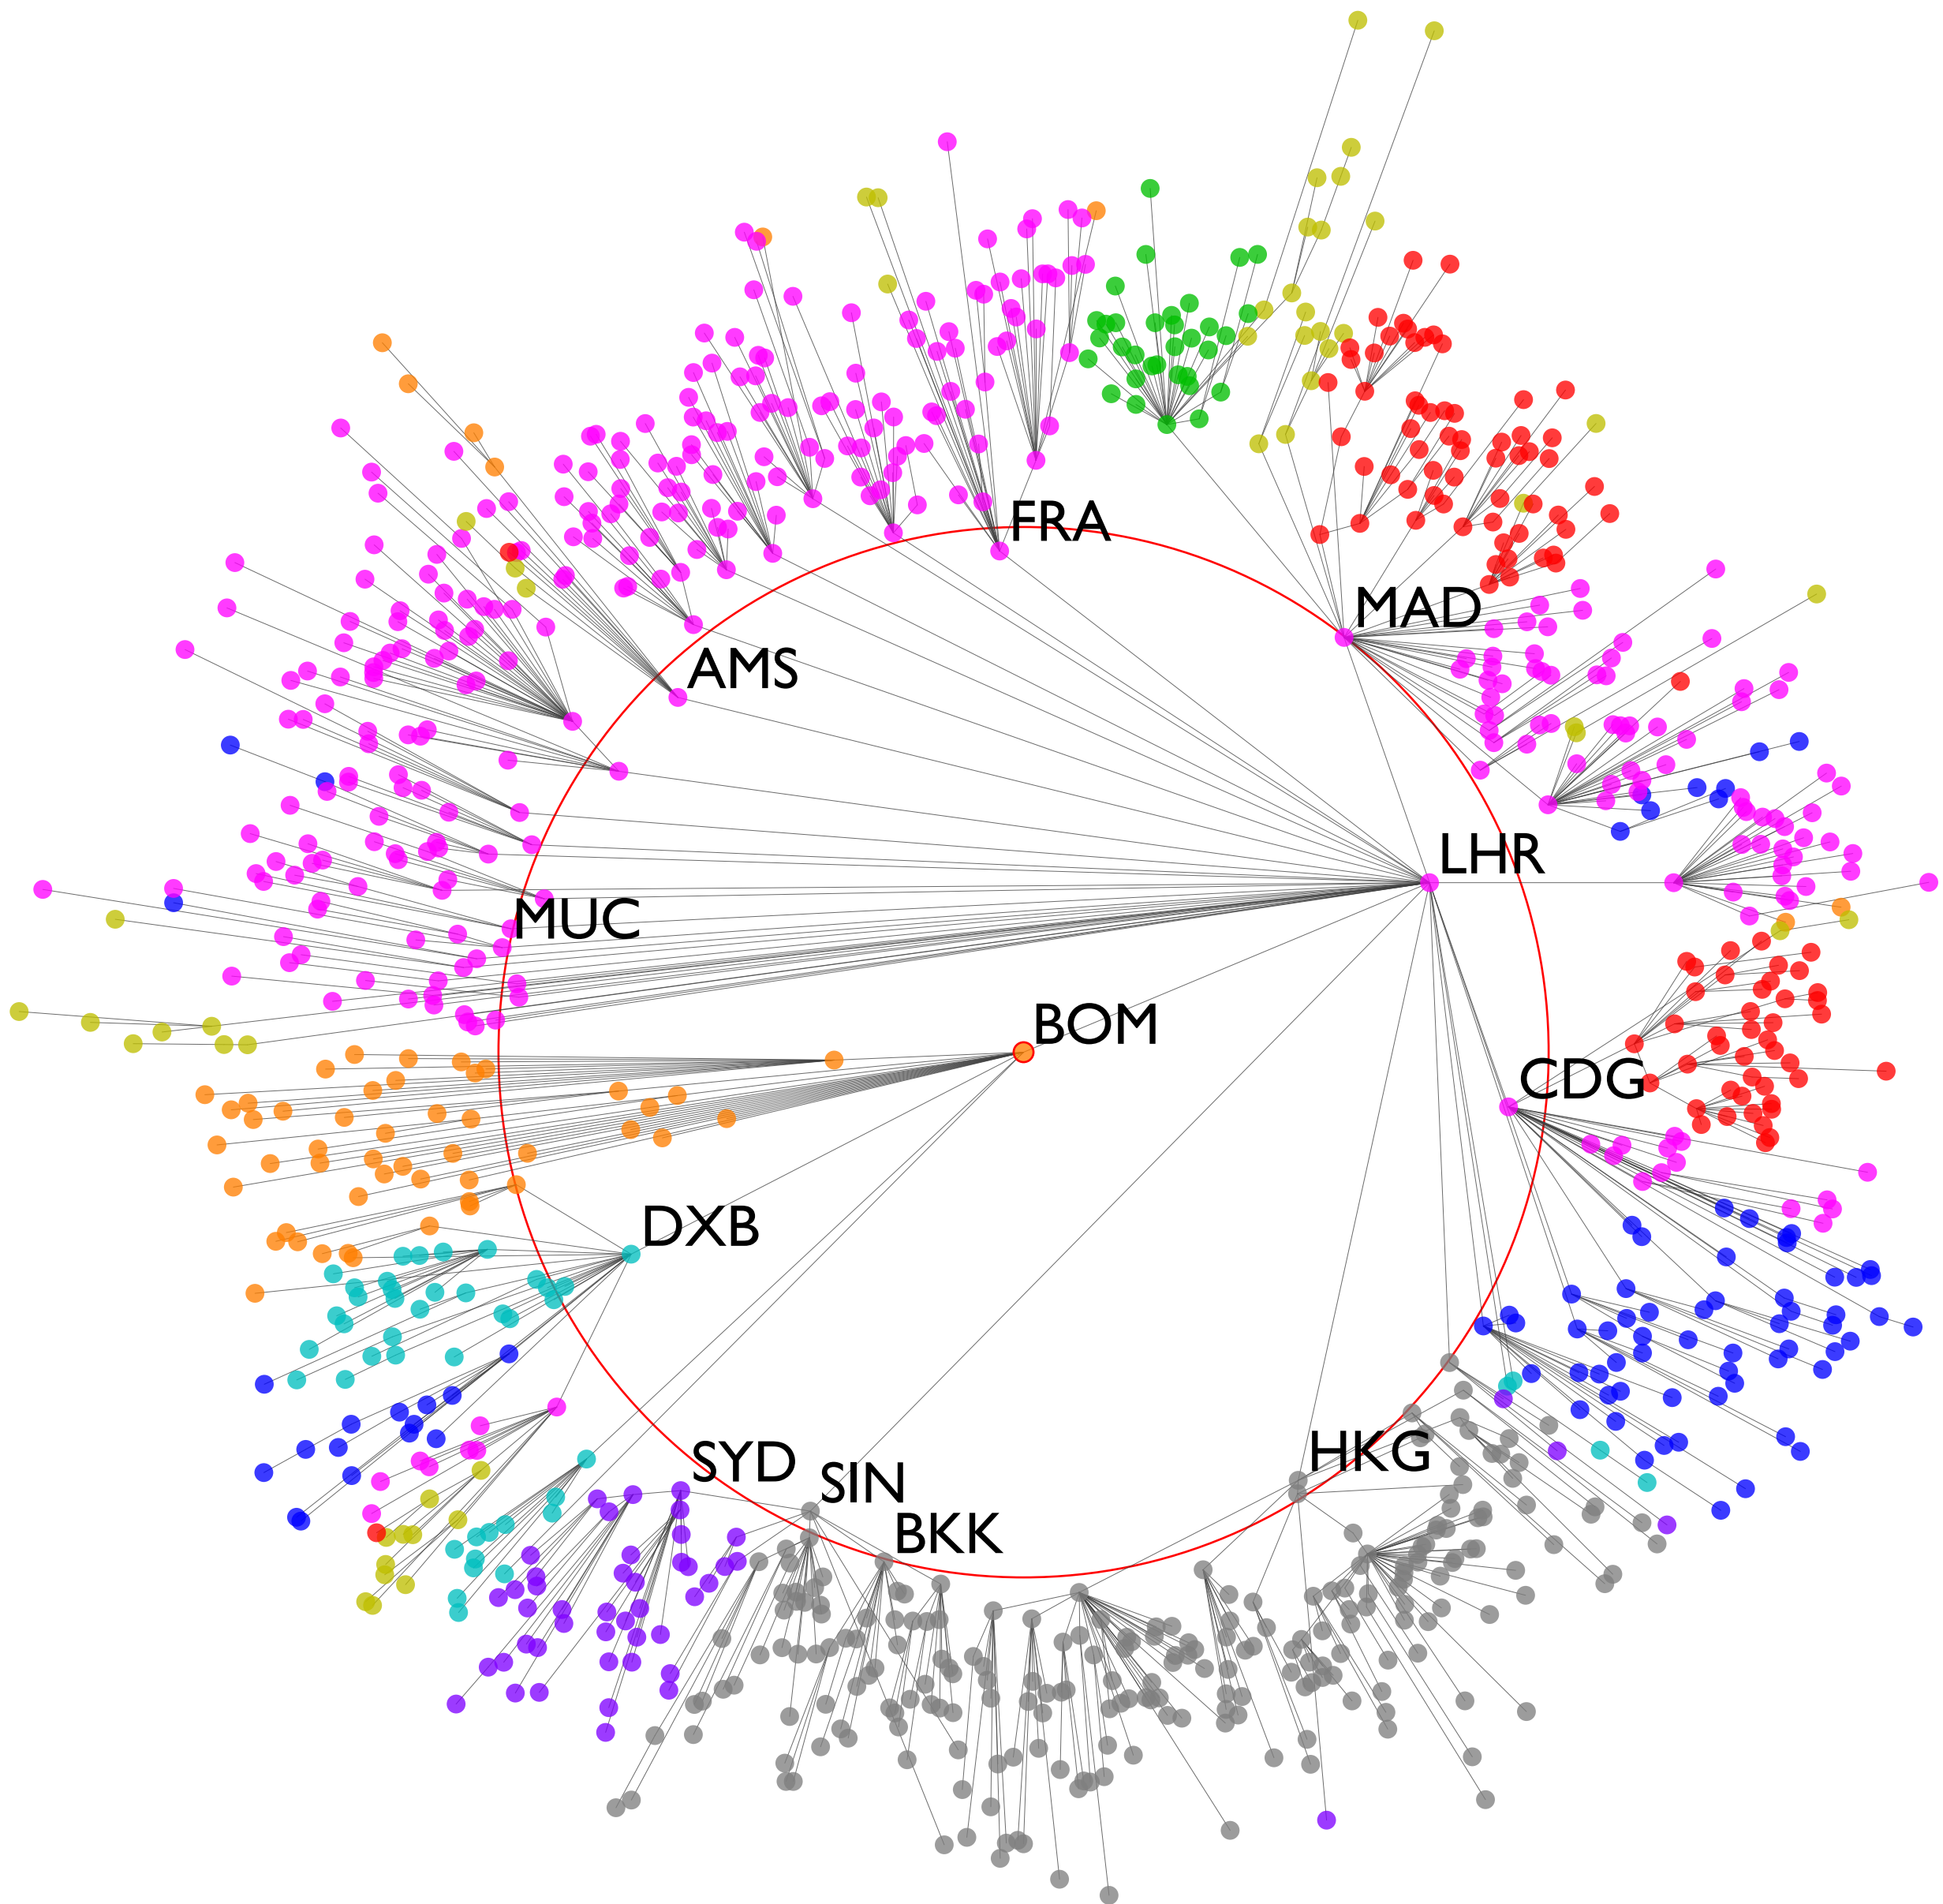 FRA
MAD
AMS
LHR
MUC
BOM
CDG
DXB
HKG
SYD
SIN
BKK